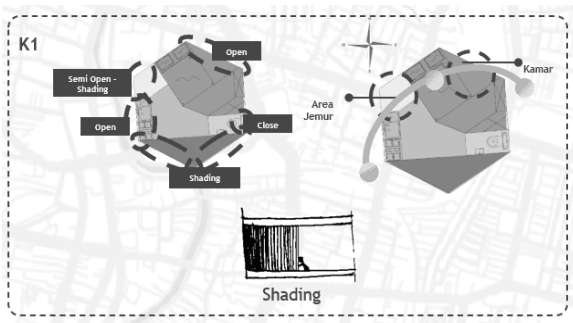 K1
Open
Semi Open -
Shading
Open
Close
Shading
Kamar
Area
Jemur
Shading